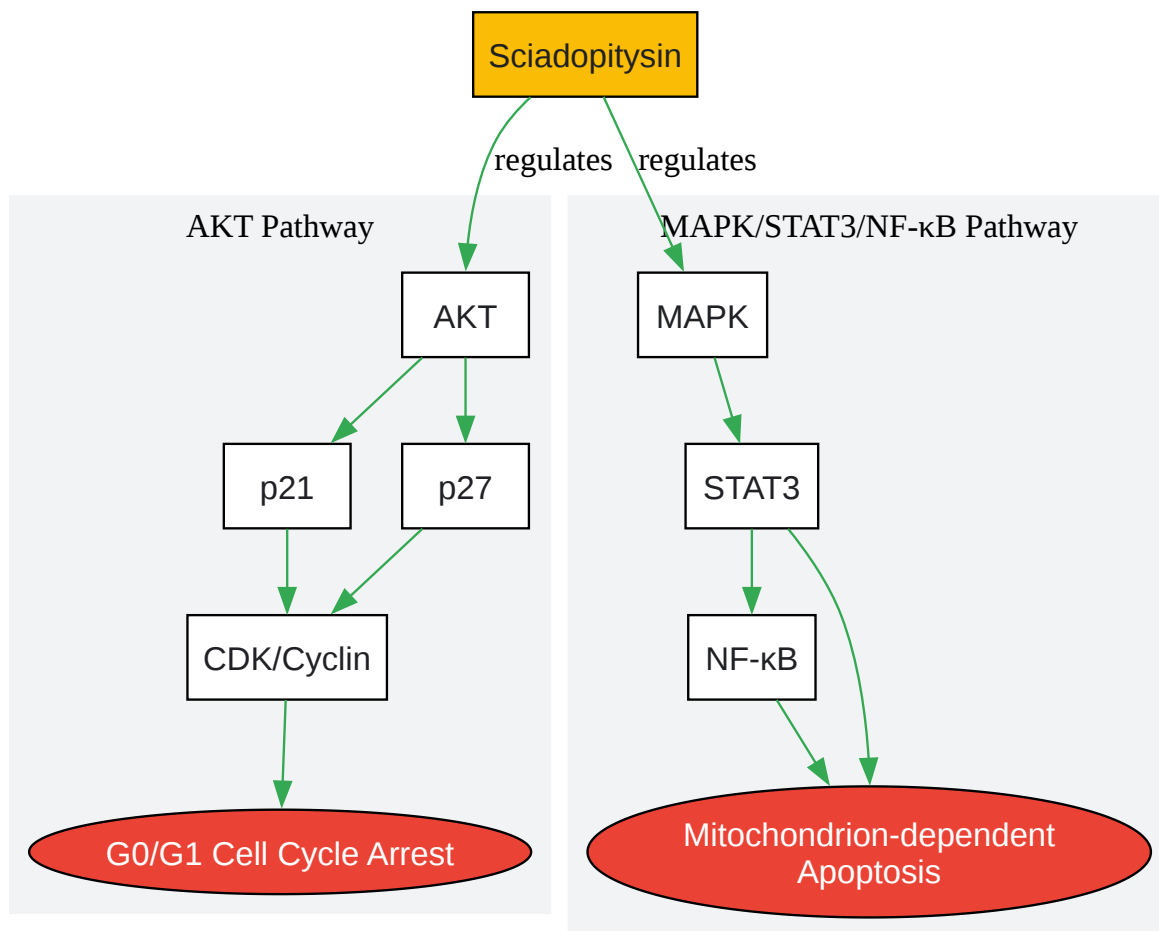 Sciadopitysin
regulates
regulates
AKT Pathway
MAPK/STAT3/NF-κB Pathway
AKT
MAPK
p21
p27
STAT3
CDK/Cyclin
NF-κB
G0/G1 Cell Cycle Arrest
Mitochondrion-dependent
Apoptosis